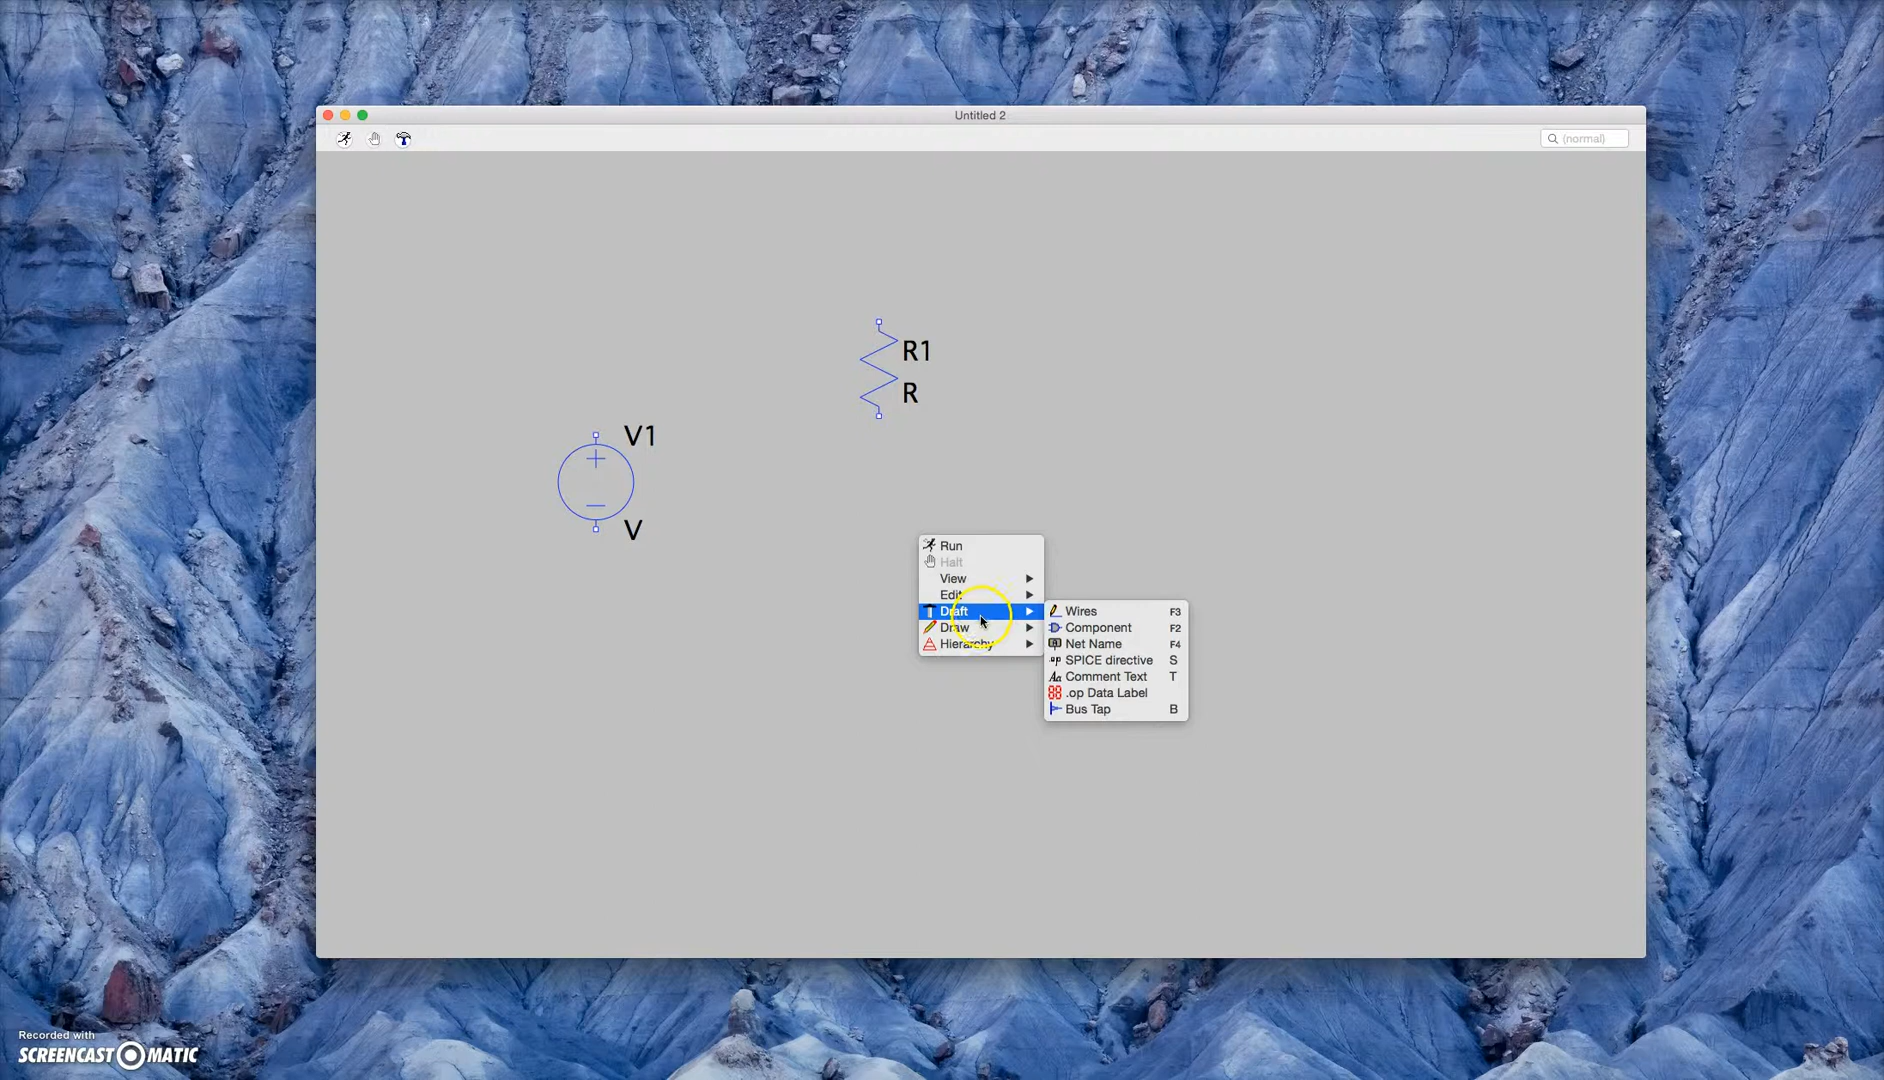 Untitled 2
(normal)
R1
R
V1
V
Run
Halt
View
Edit
Draft
Draw
Hierarchy
Wires F3
Component F2
Net Name F4
SPICE directive S
Comment Text T
.op Data Label
Bus Tap B
Recorded with
SCREENCAST MATIC